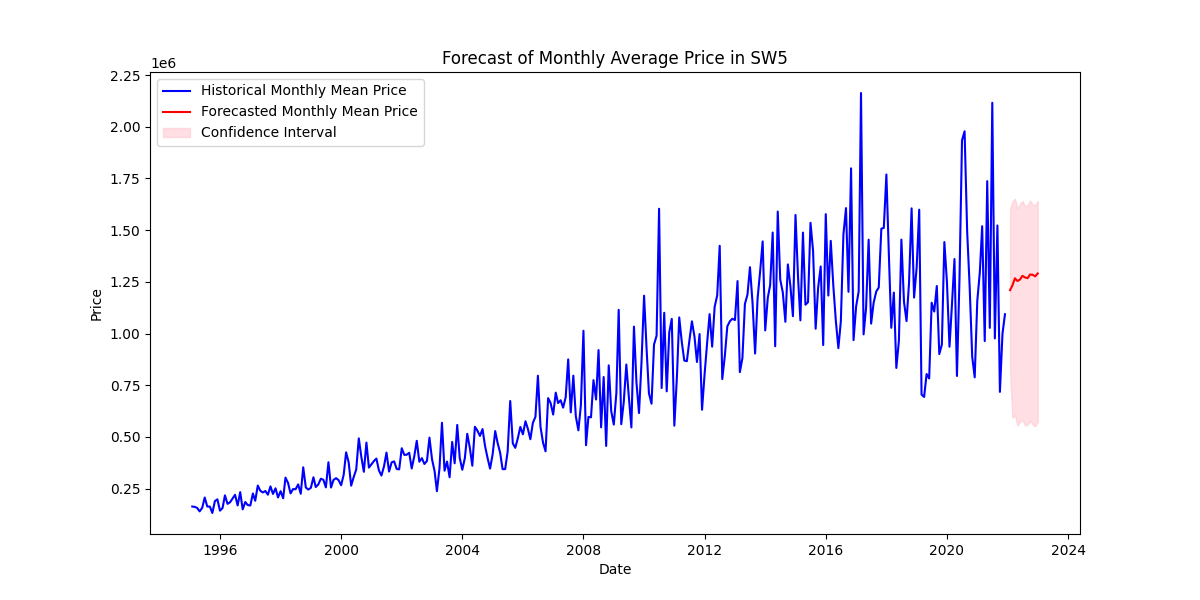 Forecast of Monthly Average Price in SW5
1e6
2.25
2.00
1.75
1.50
1.25
1.00
0.75
0.50
0.25
Price
Historical Monthly Mean Price
Forecasted Monthly Mean Price
Confidence Interval
1996 2000 2004 2008 2012 2016 2020 2024
Date